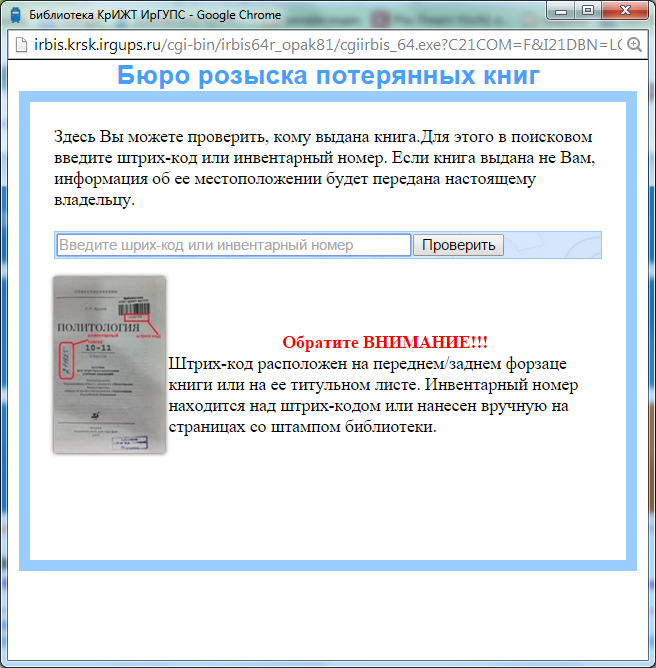 Библиотека КрИЖТ ИрГУПС - Google Chrome
irbis.krsk.irgups.ru/cgi-bin/irbis64r_opak81/cgiirbis_64.exe?C21COM=F&I21DBN=LC
Бюро розыска потерянных книг
Здесь Вы можете проверить, кому выдана книга.Для этого в поисковом
введите штрих-код или инвентарный номер. Если книга выдана не Вам,
информация об ее местоположении будет передана настоящему
владельцу.
Введите шрих-код или инвентарный номер
Проверить
ПОЛИТОЛОГИЯ
10-11
Обратите ВНИМАНИЕ!!!
Штрих-код расположен на переднем/заднем форзаце
книги или на ее титульном листе. Инвентарный номер
находится над штрих-кодом или нанесен вручную на
страницах со штампом библиотеки.